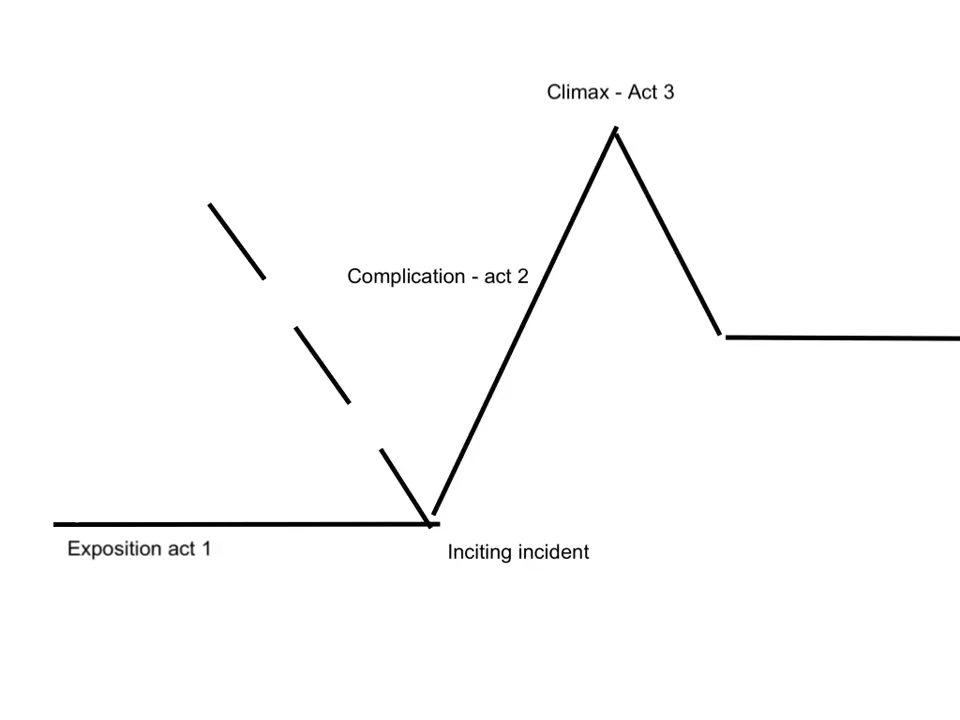 Climax - Act 3
Complication - act 2
Exposition act 1
Inciting incident